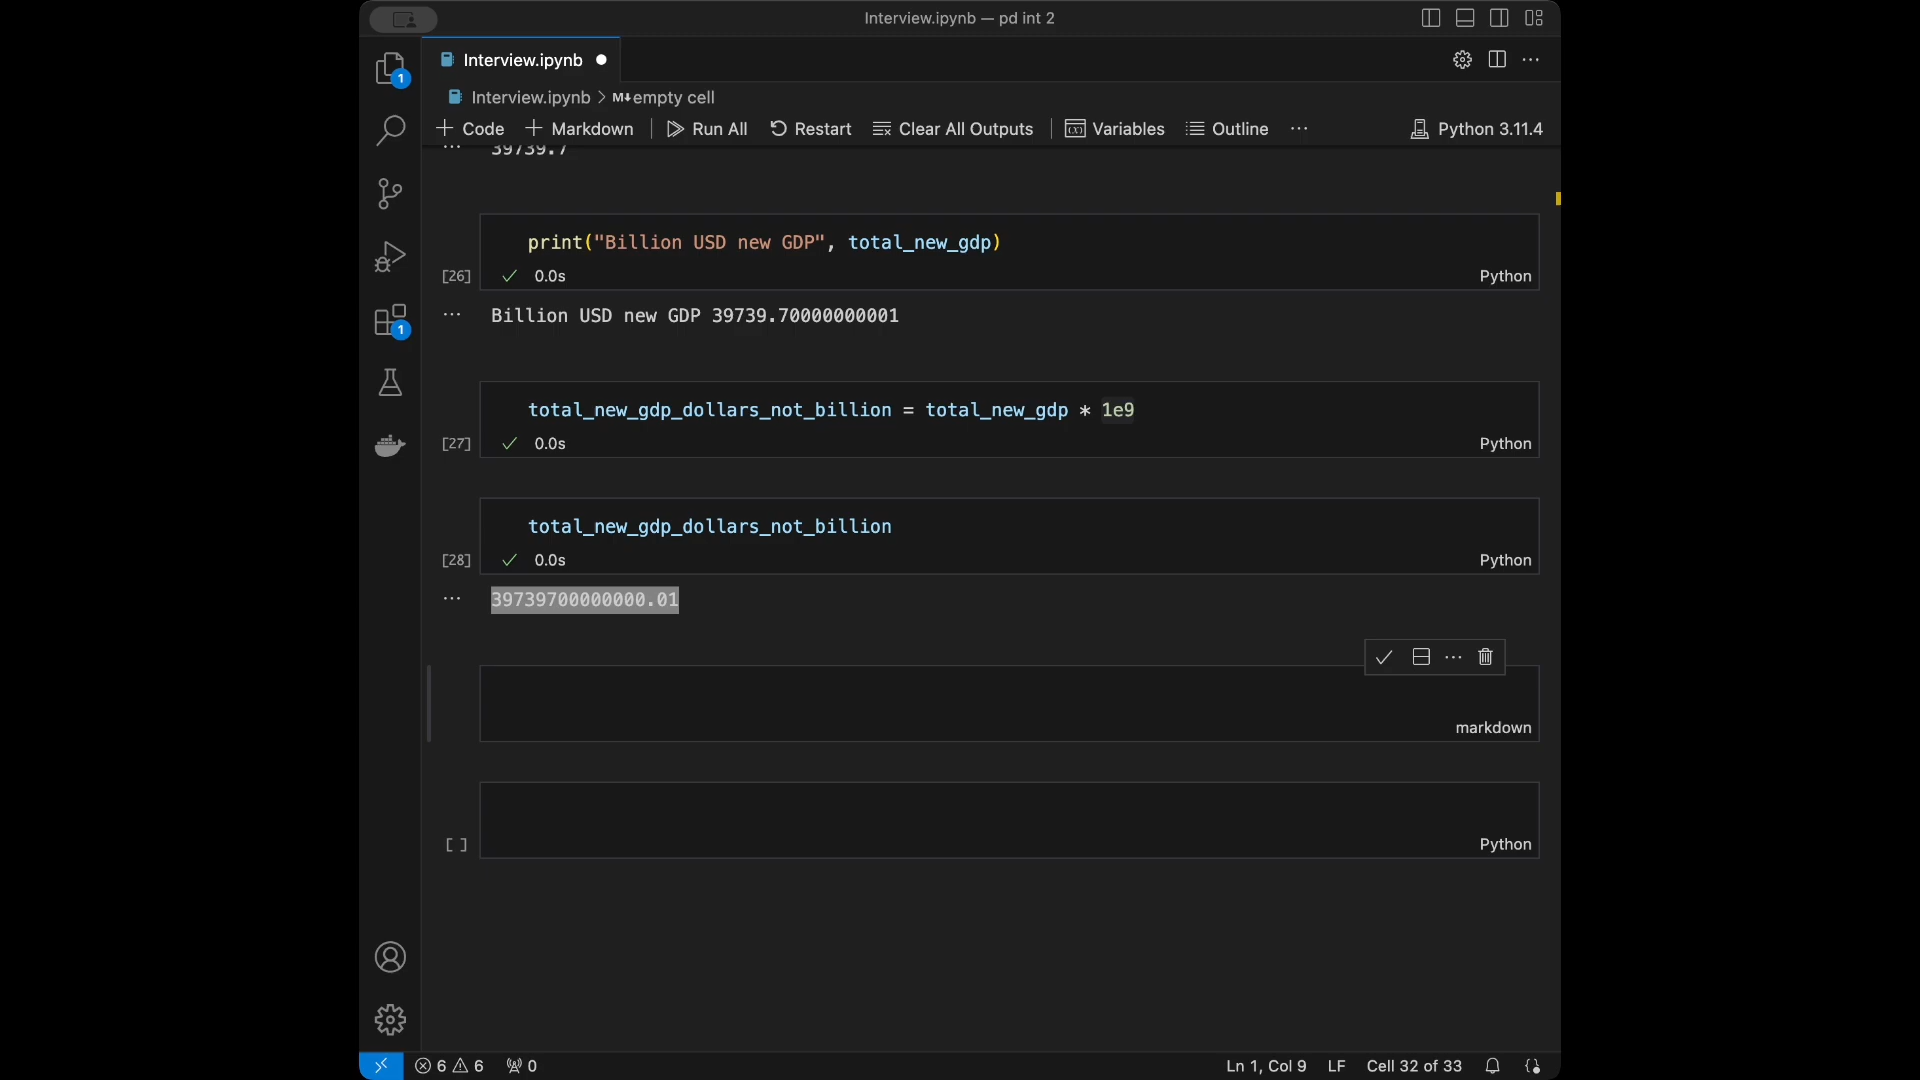 Interview.ipynb — pd int 2
Interview.ipynb
1
Interview.ipynb > M↓ empty cell
+ Code + Markdown Run All Restart Clear All Outputs Variables Outline ... Python 3.11.4
... 39739.7
print("Billion USD new GDP", total_new_gdp)
[26] 0.0s Python
... Billion USD new GDP 39739.70000000001
1
total_new_gdp_dollars_not_billion = total_new_gdp * 1e9
[27] 0.0s Python
total_new_gdp_dollars_not_billion
[28] 0.0s Python
... 39739700000000.01
markdown
[ ] Python
6 6 0 Ln 1, Col 9 LF Cell 32 of 33